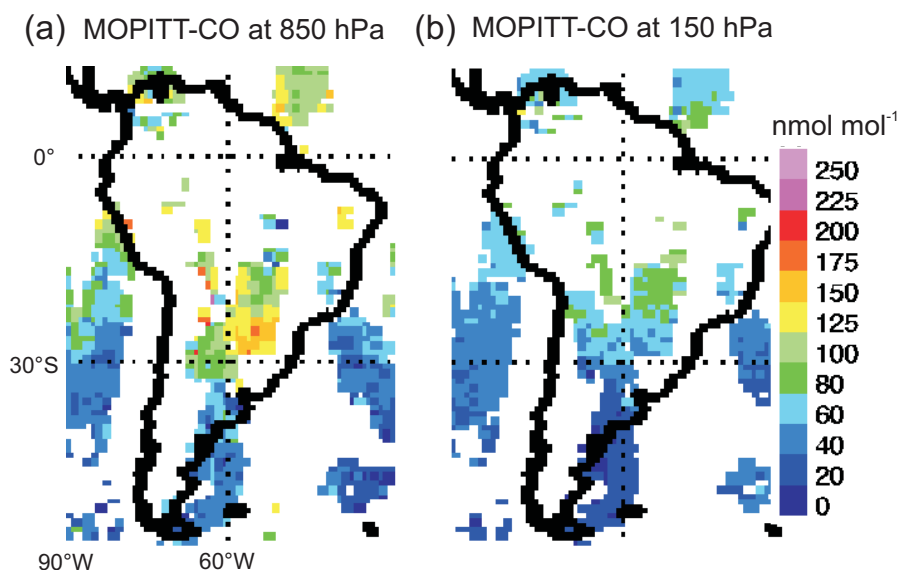 (a) MOPITT-CO at 850 hPa
(b) MOPITT-CO at 150 hPa
nmol mol⁻¹
250
225
200
175
150
125
100
80
60
40
20
0
0°
30°S
90°W
60°W